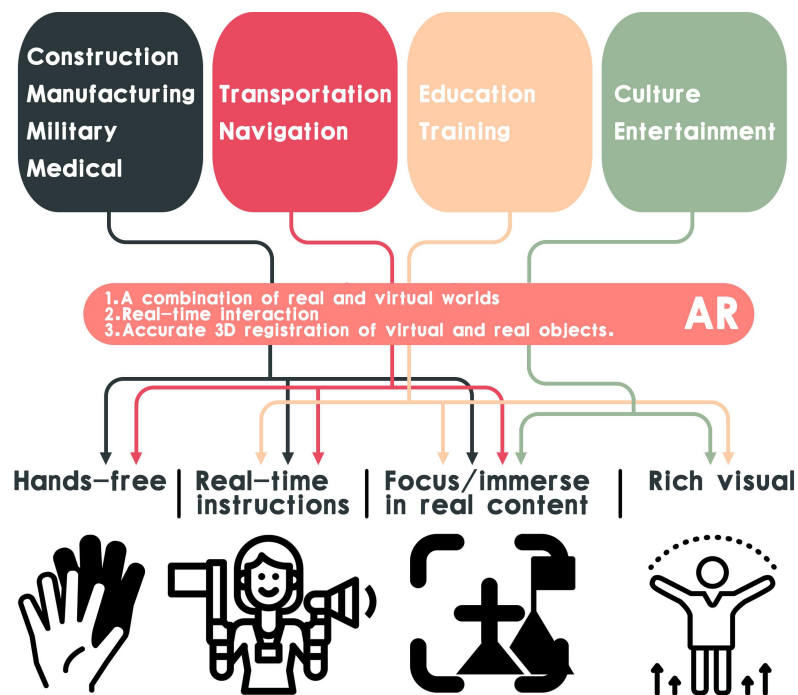 Construction
Manufacturing
Military
Medical
Transportation
Navigation
Education
Training
Culture
Entertainment
1.A combination of real and virtual worlds
2.Real-time interaction
3.Accurate 3D registration of virtual and real objects.
AR
Hands-free
Real-time
instructions
Focus/immerse
in real content
Rich visual